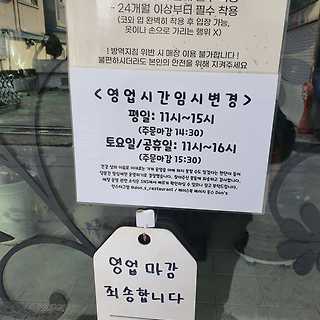 ~ 24개월 이상부터 필수 착용
(코와 입 완벽히 착용 후 입장 가능,
옷이나 손으로 가리는 행위 X)
! 방역지침 위반 시 매장 이용 불가합니다 !
불편하시더라도 본인의 안전을 위해 지켜주세요
< 영업시간임시변경 >
평일: 11시~15시
(주문마감 14:30)
토요일/공휴일: 11시~16시
(주문마감 15:30)
영업 마감
죄송합니다